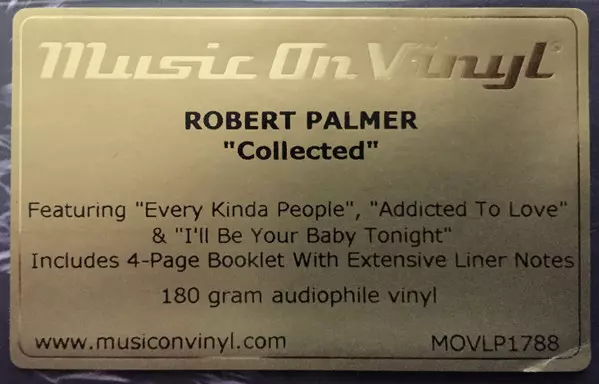 Music On Vinyl®
ROBERT PALMER
"Collected"
Featuring "Every Kinda People", "Addicted To Love"
& "I'll Be Your Baby Tonight"
Includes 4-Page Booklet With Extensive Liner Notes
180 gram audiophile vinyl
www.musiconvinyl.com MOVLP1788